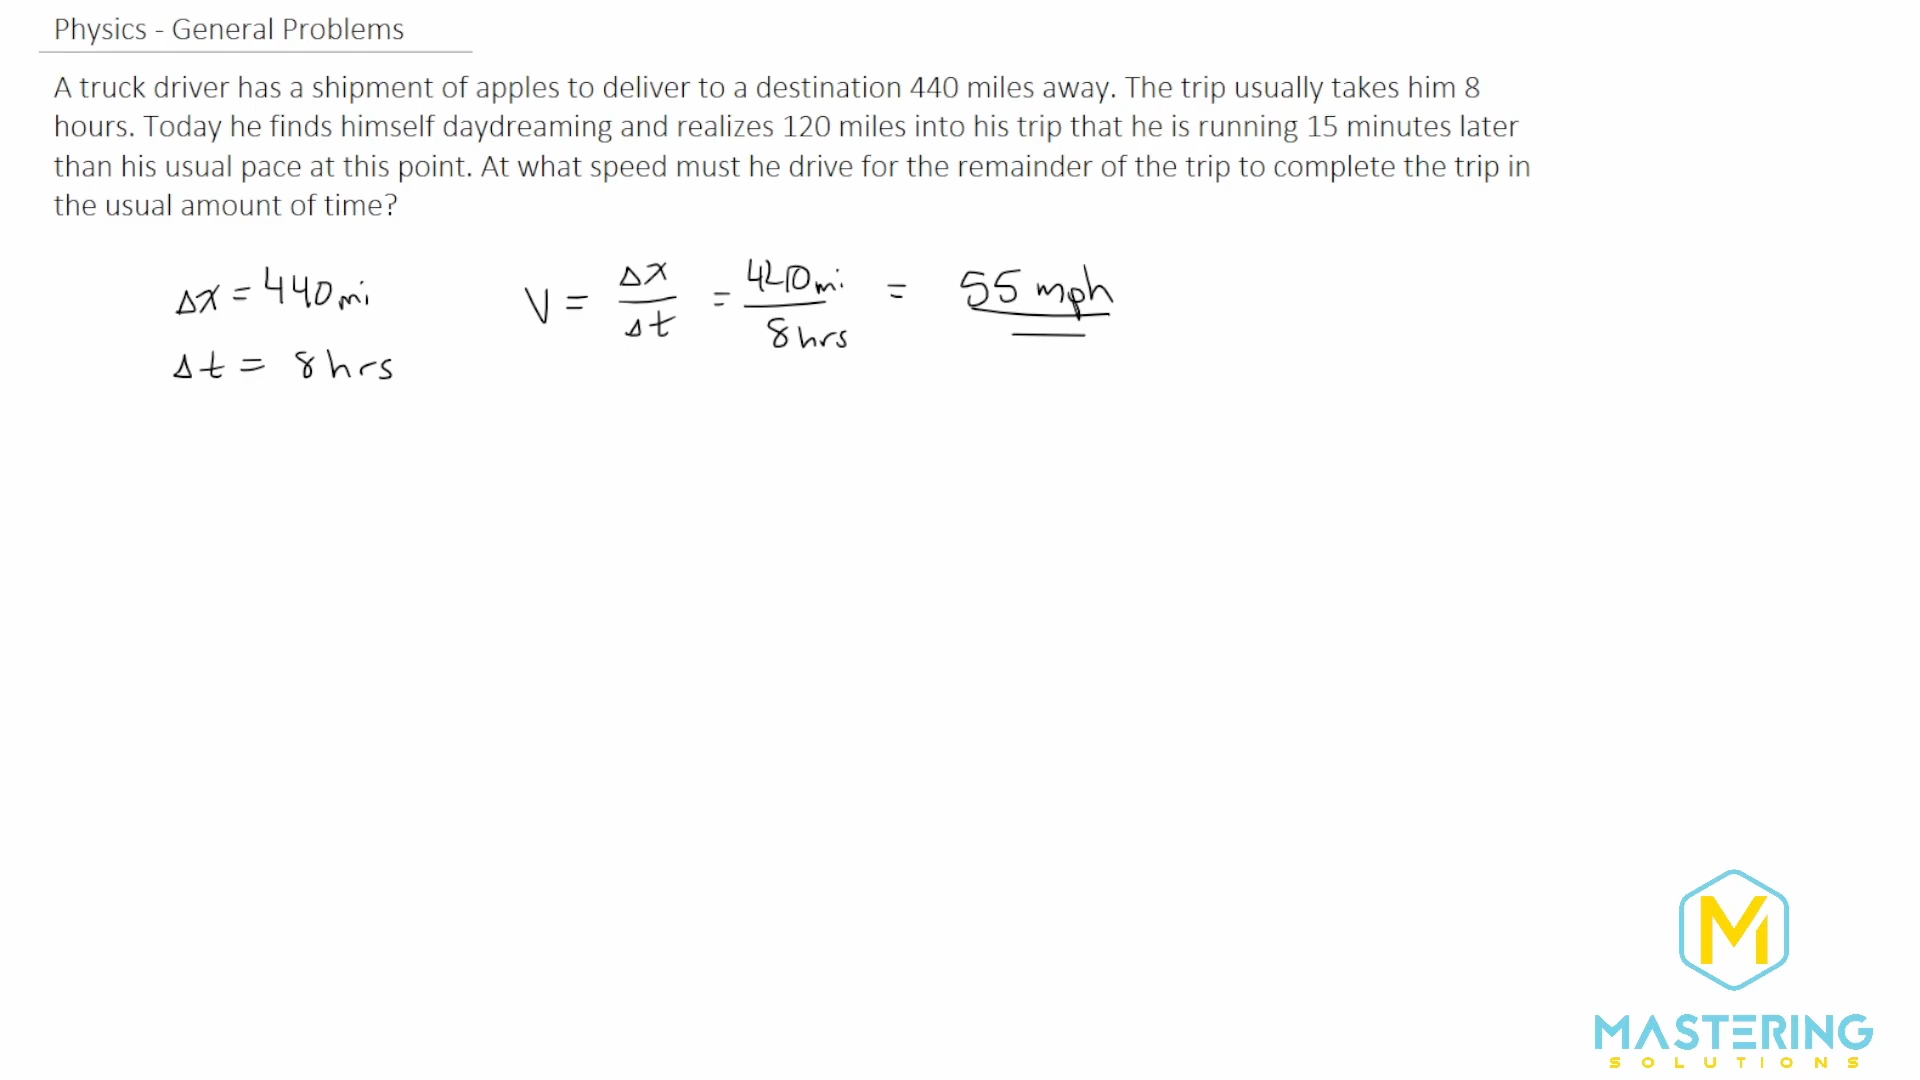 Physics - General Problems
A truck driver has a shipment of apples to deliver to a destination 440 miles away. The trip usually takes him 8
hours. Today he finds himself daydreaming and realizes 120 miles into his trip that he is running 15 minutes later
than his usual pace at this point. At what speed must he drive for the remainder of the trip to complete the trip in
the usual amount of time?
Δx = 440 mi
Δt = 8 hrs
V = Δx/Δt = 440 mi/8 hrs = 55 mph
M
MASTERING
SOLUTIONS